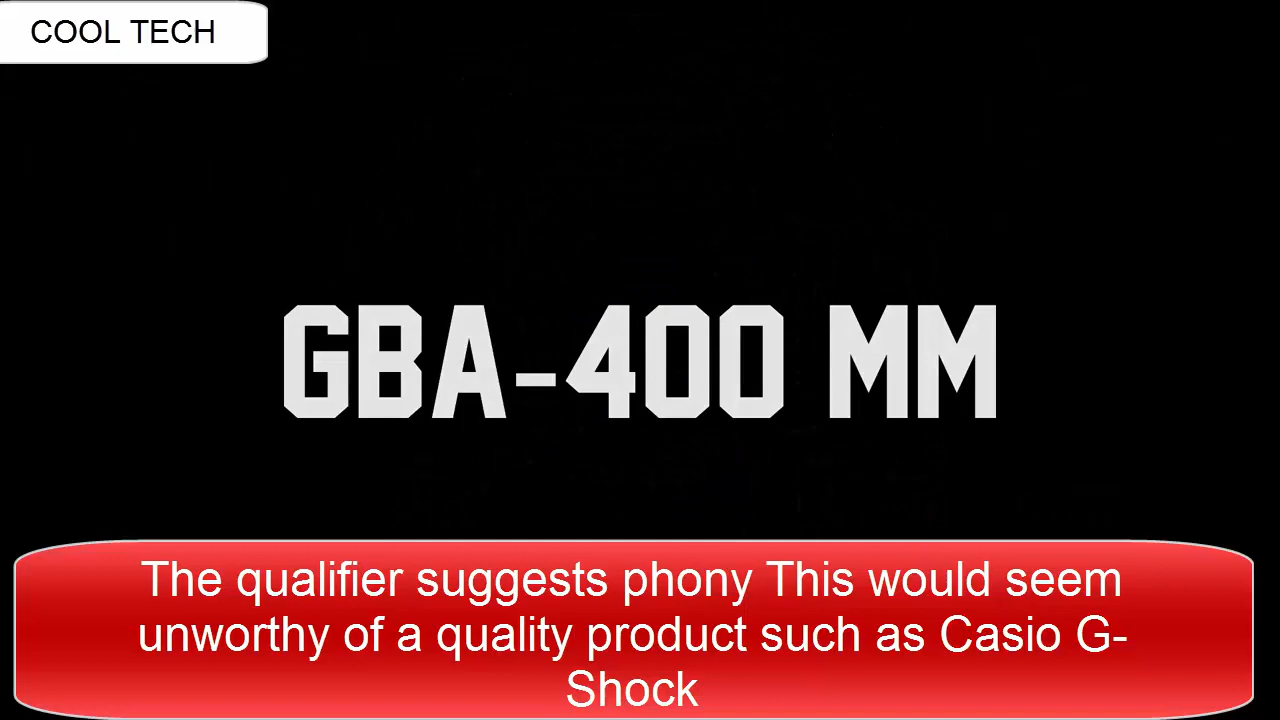 COOL TECH
GBA-400 MM
The qualifier suggests phony This would seem
unworthy of a quality product such as Casio G-
Shock